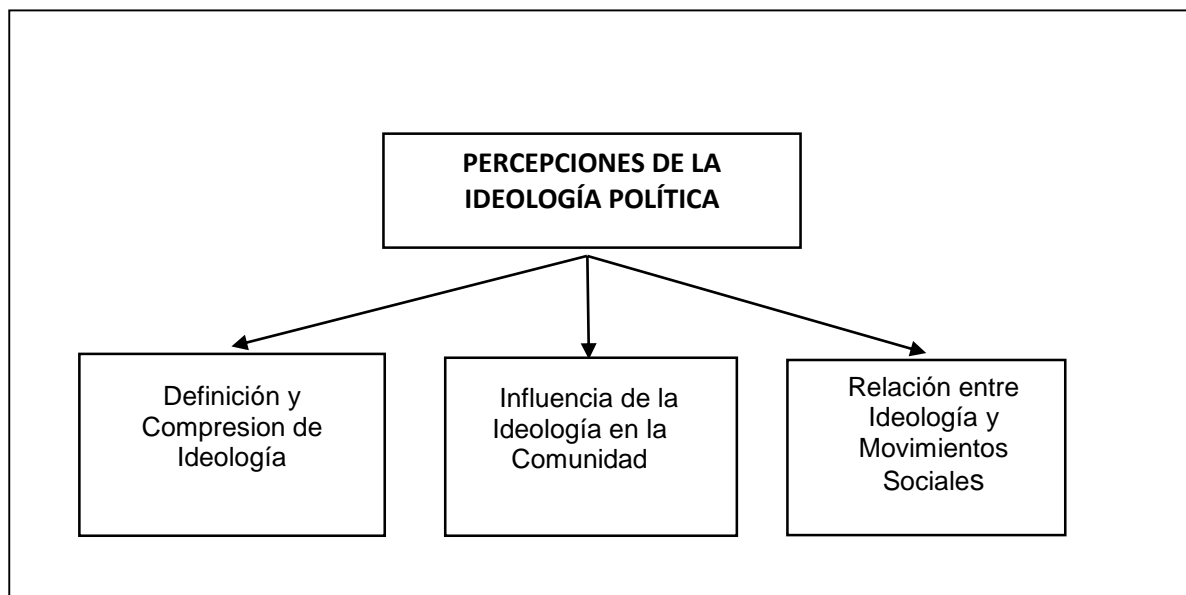 PERCEPCIONES DE LA
IDEOLOGÍA POLÍTICA
Definición y
Compresion de
Ideología
Influencia de la
Ideología en la
Comunidad
Relación entre
Ideología y
Movimientos
Sociales